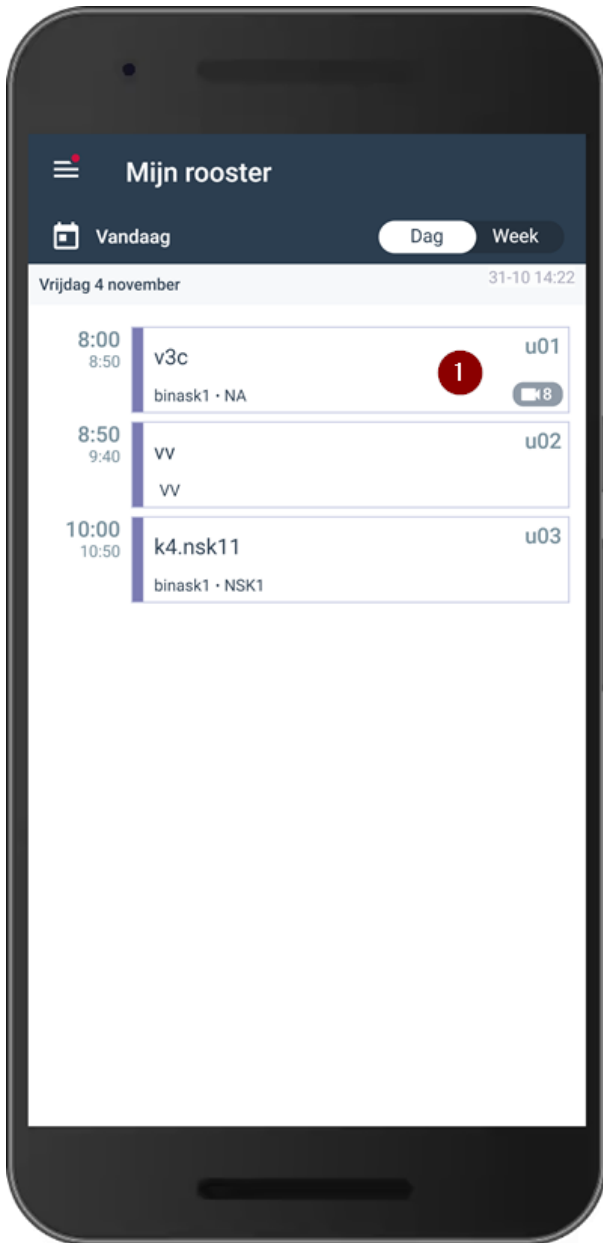 Mijn rooster
Vandaag Dag Week
Vrijdag 4 november 31-10 14:22
8:00 u01
8:50 v3c 1
binask1 · NA 8
8:50 u02
9:40 vv
vv
10:00 u03
10:50 k4.nsk11
binask1 · NSK1